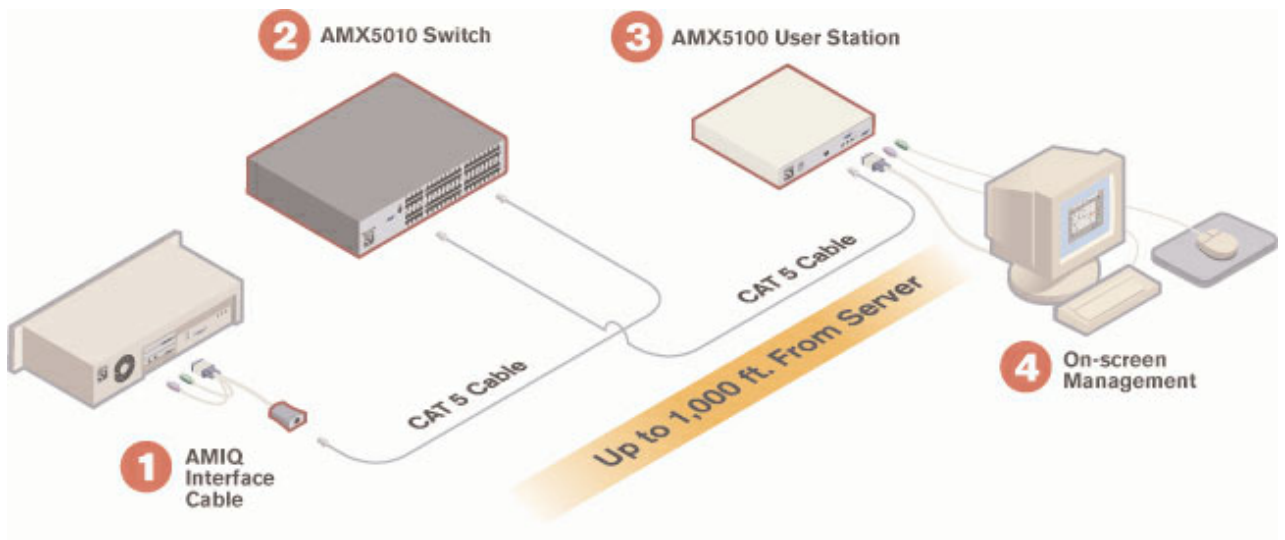 2 AMX5010 Switch
3 AMX5100 User Station
CAT 5 Cable
Up to 1,000 ft. From Server
4 On-screen
Management
CAT 5 Cable
1 AMIQ
Interface
Cable